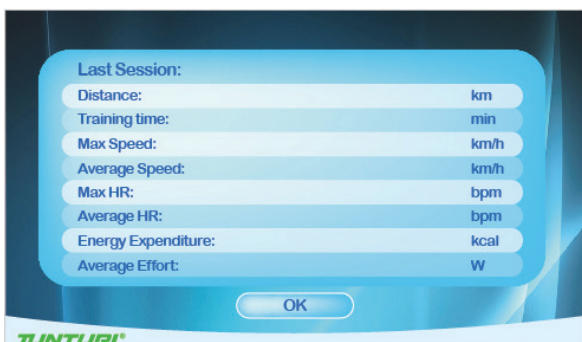 Last Session:
Distance: km
Training time: min
Max Speed: km/h
Average Speed: km/h
Max HR: bpm
Average HR: bpm
Energy Expenditure: kcal
Average Effort: W
OK
TUNTURI®